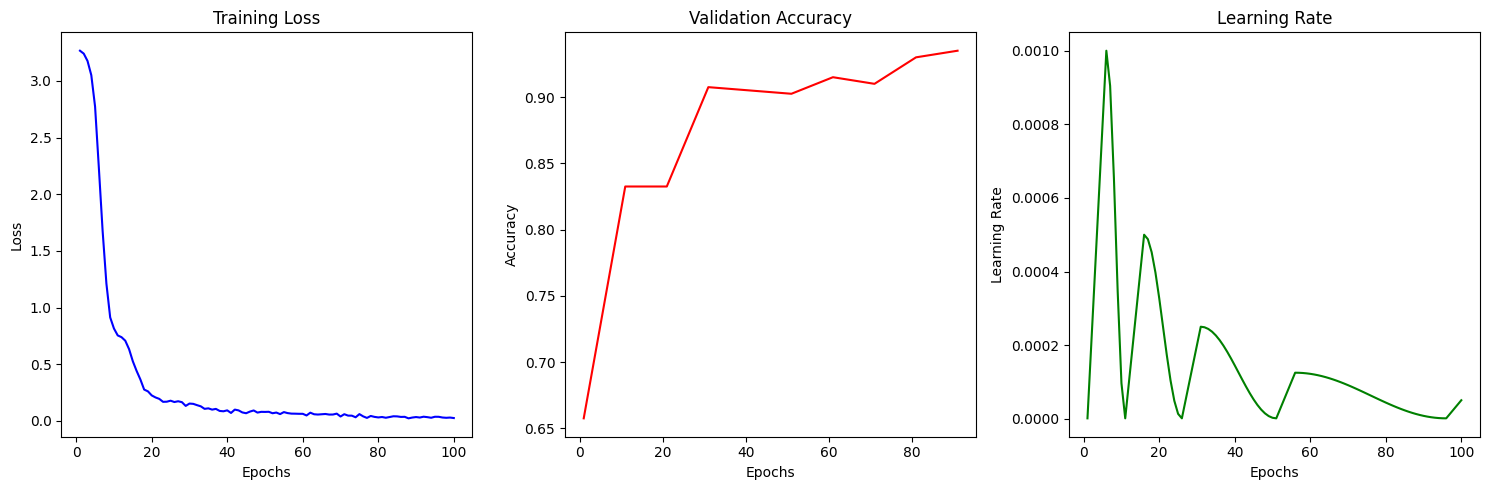 Training Loss
Loss
3.0
2.5
2.0
1.5
1.0
0.5
0.0
0 20 40 60 80 100
Epochs
Validation Accuracy
Accuracy
0.90
0.85
0.80
0.75
0.70
0.65
0 20 40 60 80
Epochs
Learning Rate
Learning Rate
0.0010
0.0008
0.0006
0.0004
0.0002
0.0000
0 20 40 60 80 100
Epochs